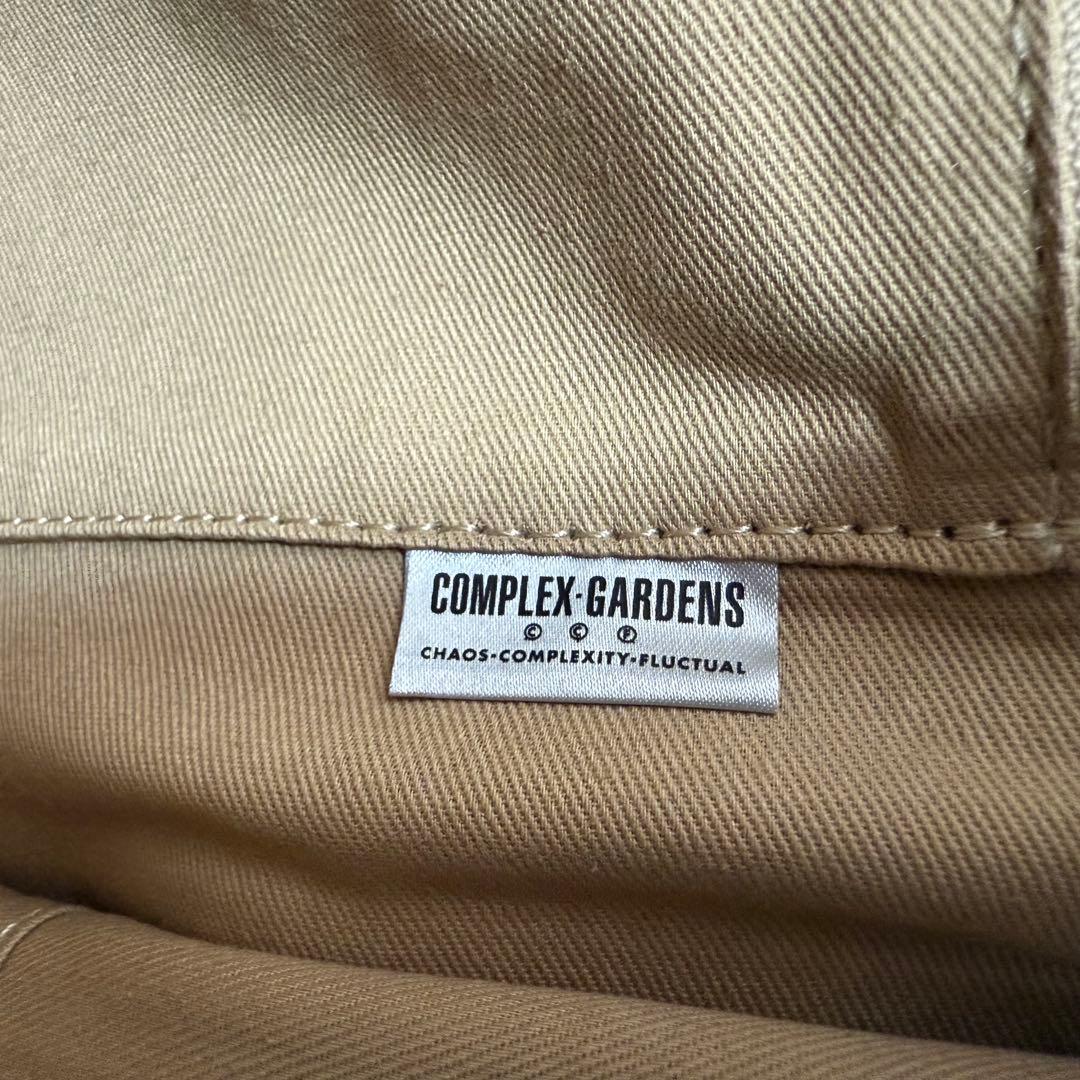 COMPLEX·GARDENS
Ⓒ Ⓒ Ⓕ
CHAOS·COMPLEXITY·FLUCTUAL